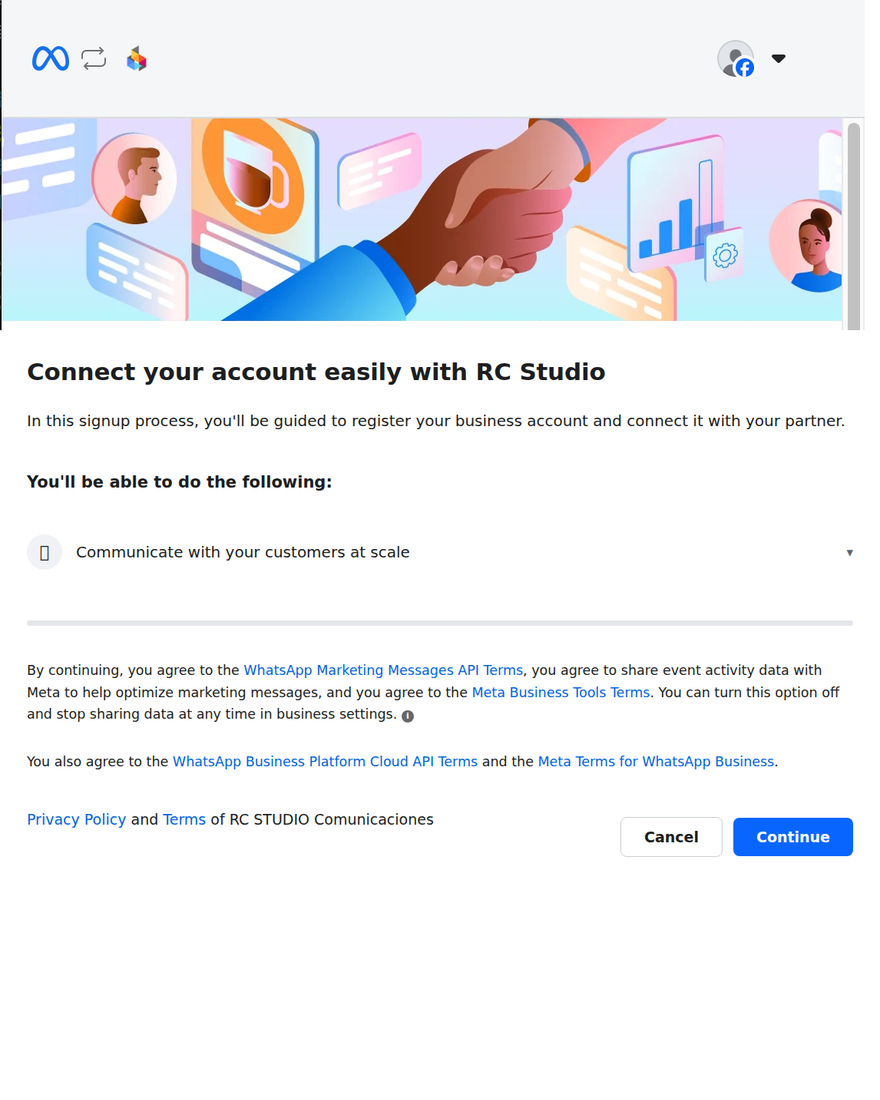 Connect your account easily with RC Studio
In this signup process, you'll be guided to register your business account and connect it with your partner.
You'll be able to do the following:
Communicate with your customers at scale
By continuing, you agree to the WhatsApp Marketing Messages API Terms, you agree to share event activity data with
Meta to help optimize marketing messages, and you agree to the Meta Business Tools Terms. You can turn this option off
and stop sharing data at any time in business settings.
You also agree to the WhatsApp Business Platform Cloud API Terms and the Meta Terms for WhatsApp Business.
Privacy Policy and Terms of RC STUDIO Comunicaciones
Cancel
Continue